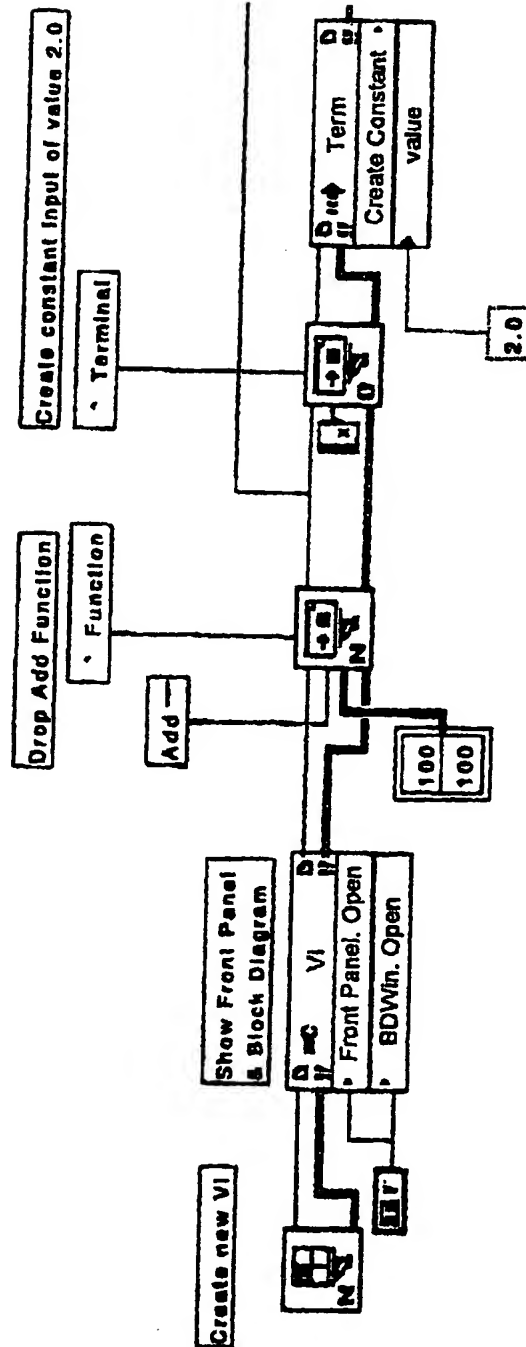 Create new VI
Show Front Panel
& Block Diagram
VI
Front Panel. Open
BDWin. Open
N
Drop Add Function
Function
Add
N
100
100
Create constant input of value 2.0
Terminal
x
Term
Create Constant
value
2.0